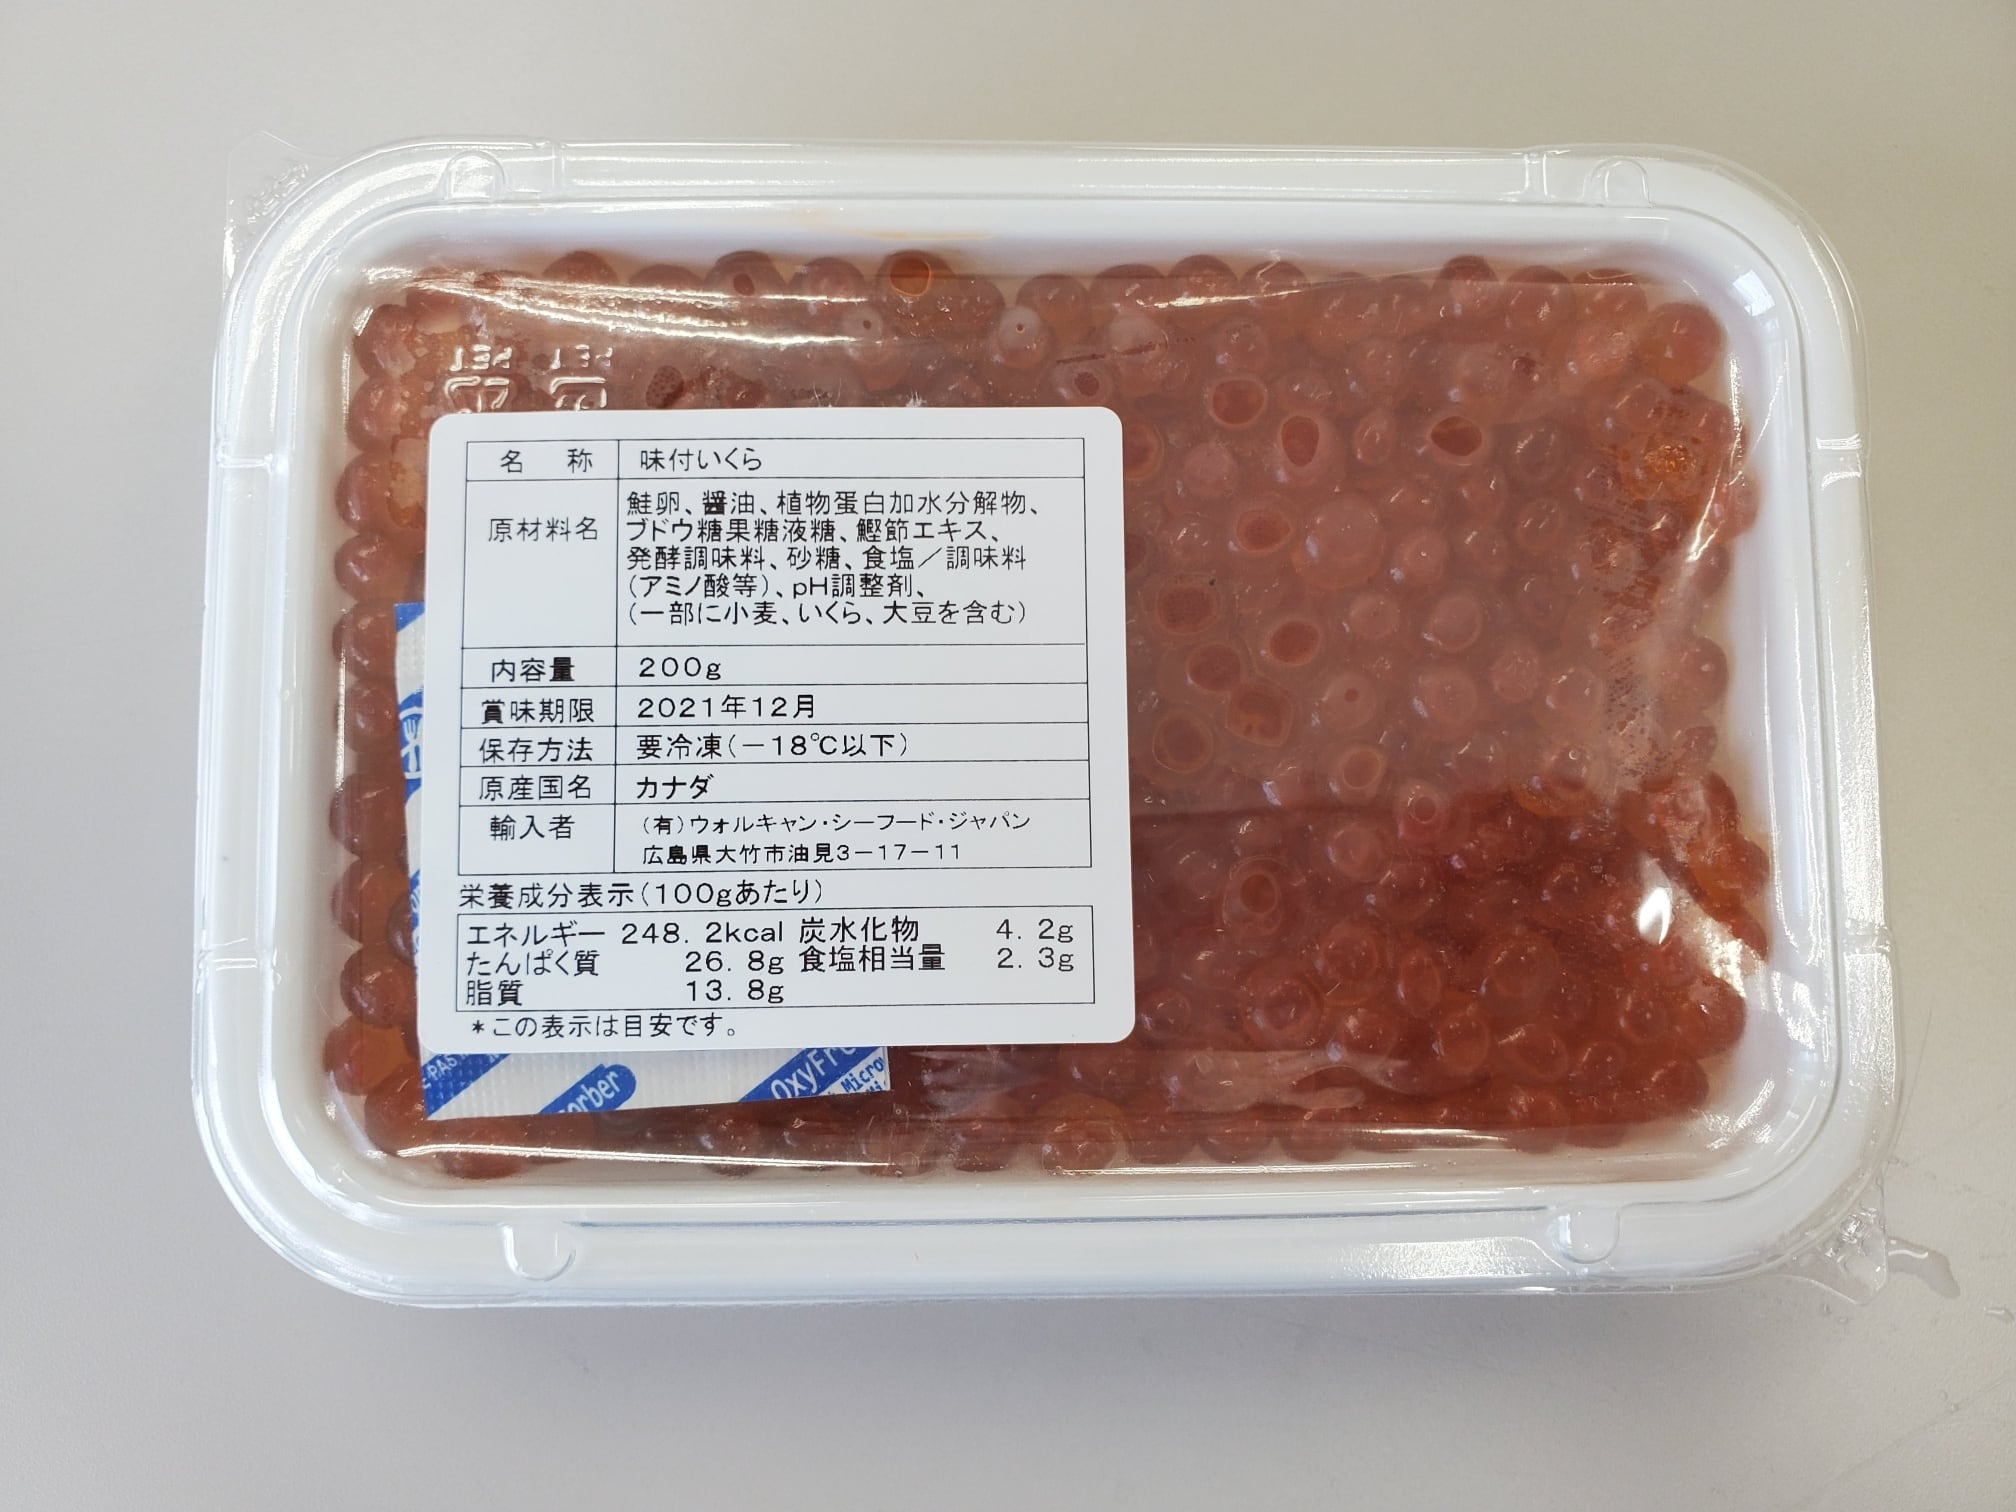 名 称 味付いくら
原材料名 鮭卵、醤油、植物蛋白加水分解物、
ブドウ糖果糖液糖、鰹節エキス、
発酵調味料、砂糖、食塩／調味料
(アミノ酸等)、pH調整剤、
(一部に小麦、いくら、大豆を含む)
内容量 200g
賞味期限 2021年12月
保存方法 要冷凍(－18℃以下)
原産国名 カナダ
輸入者 (有)ウォルキャン・シーフード・ジャパン
広島県大竹市油見3－17－11
栄養成分表示(100gあたり)
エネルギー 248.2kcal 炭水化物 4.2g
たんぱく質 26.8g 食塩相当量 2.3g
脂質 13.8g
＊この表示は目安です。
orber
OxyFre
Micro